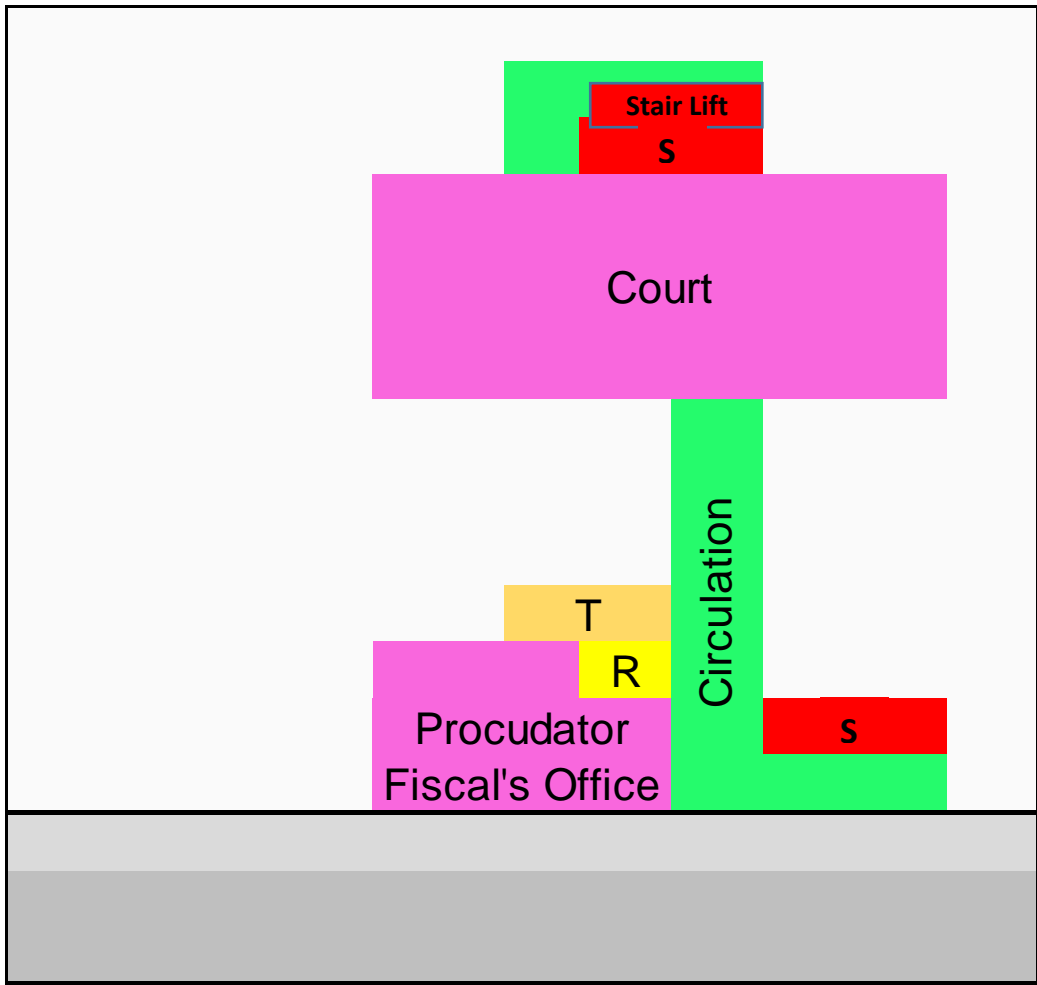 Stair Lift
S
Court
Circulation
T
R
Procudator
Fiscal's Office
S